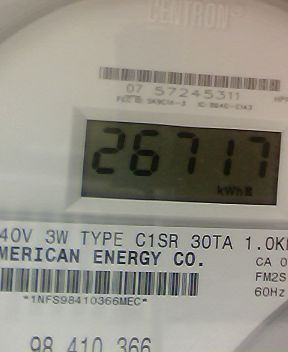 CENTRON®
07 57245311
26717
kWh
40V 3W TYPE C1SR 30TA 1.0K
MERICAN ENERGY CO.
CA 0
FM2S
*1NFS98410366MEC*
60Hz
98 410 366